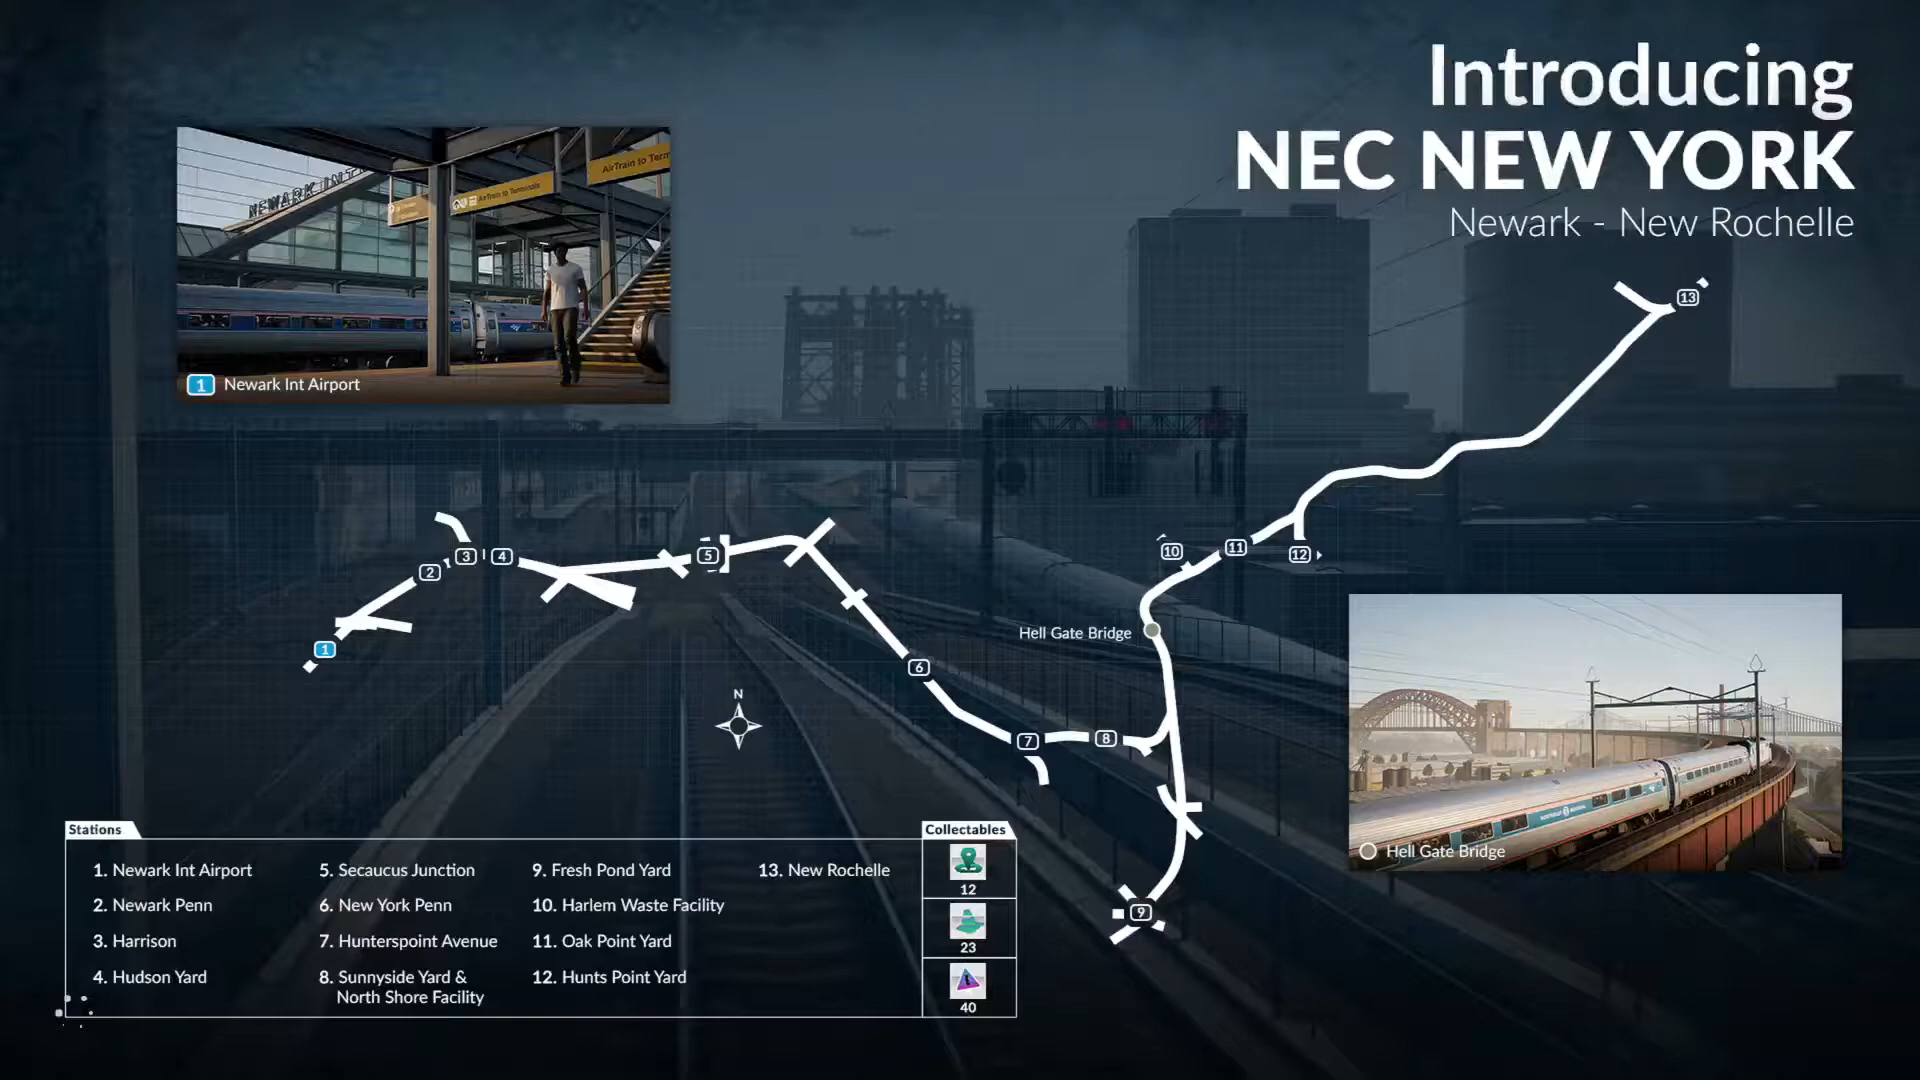 Introducing
NEC NEW YORK
Newark - New Rochelle
NEWARK INT
AirTrain to Terminals
AirTrain to Term
1 Newark Int Airport
13
10
11
12
3
4
5
2
1
Hell Gate Bridge
6
N
7
8
9
Hell Gate Bridge
Stations
1. Newark Int Airport
2. Newark Penn
3. Harrison
4. Hudson Yard
5. Secaucus Junction
6. New York Penn
7. Hunterspoint Avenue
8. Sunnyside Yard &
North Shore Facility
9. Fresh Pond Yard
10. Harlem Waste Facility
11. Oak Point Yard
12. Hunts Point Yard
13. New Rochelle
Collectables
12
23
40